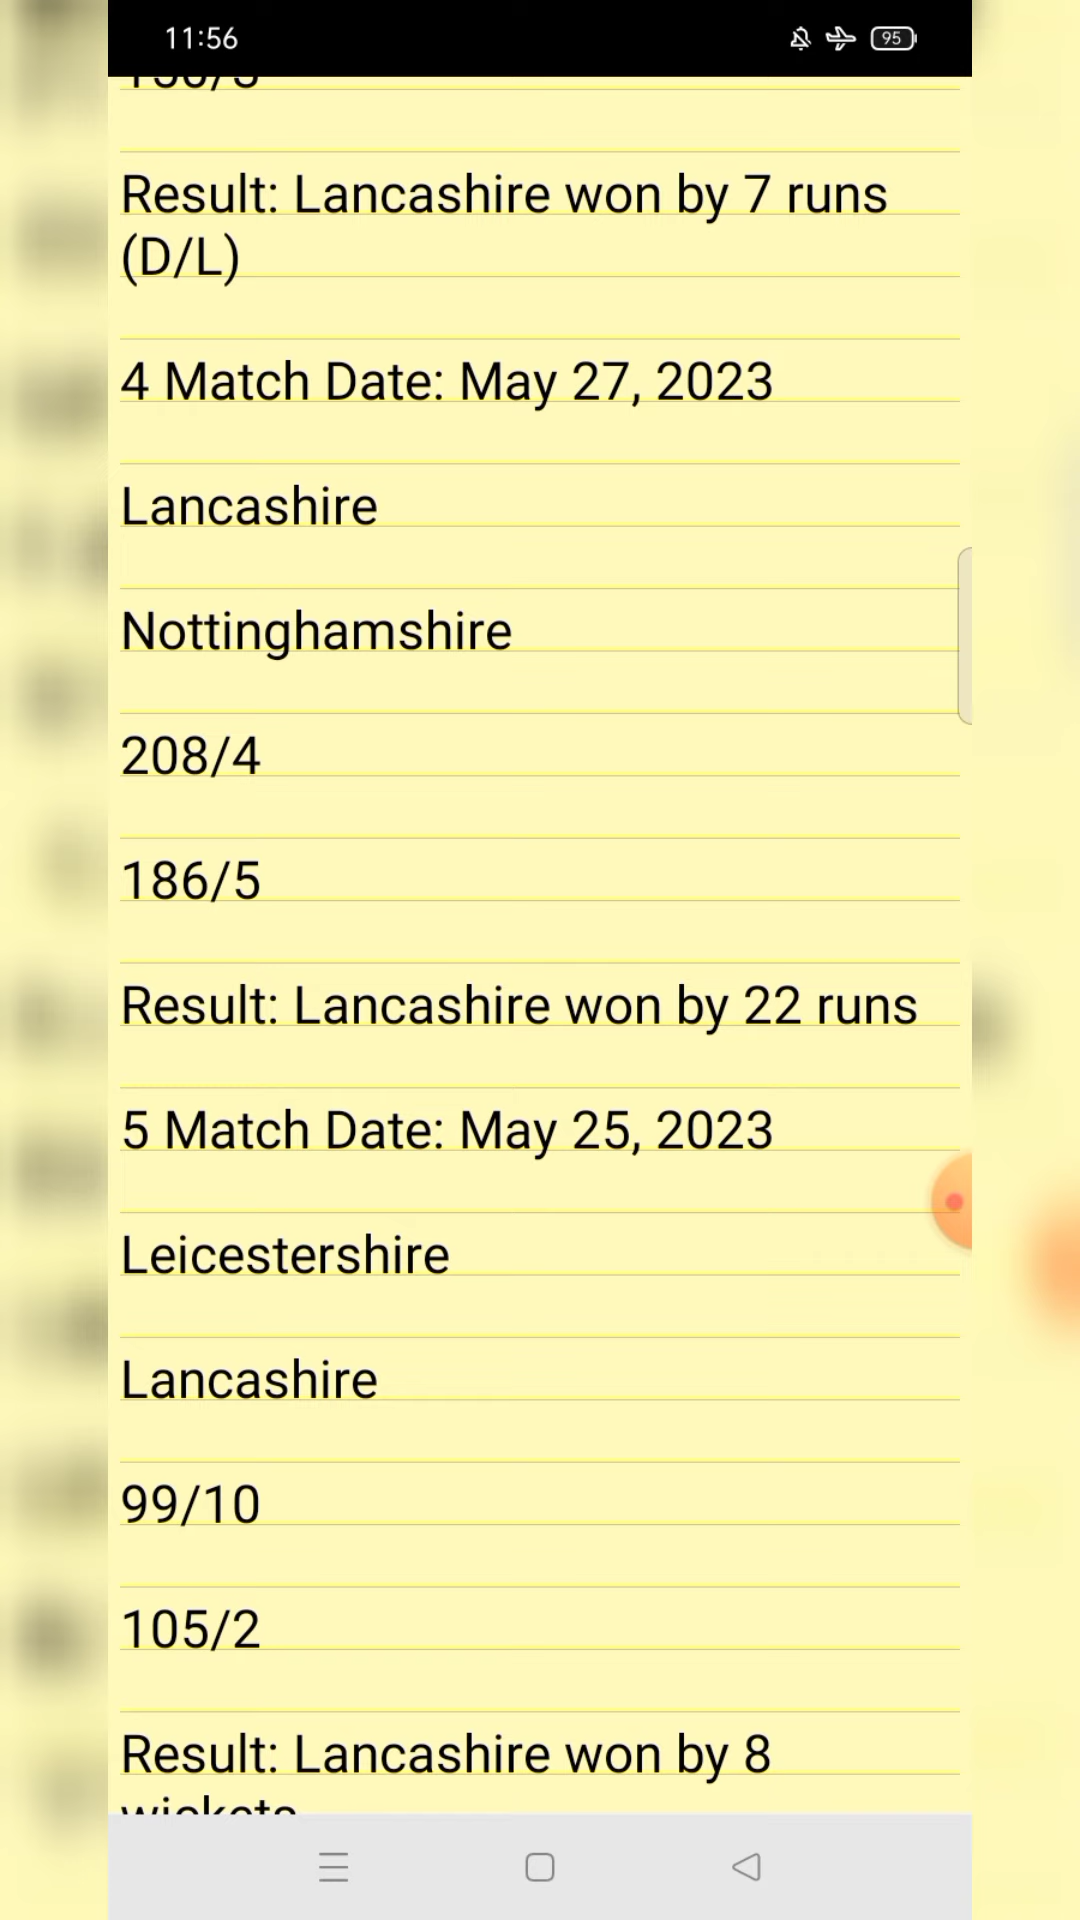 11:56
95
Result: Lancashire won by 7 runs
(D/L)
4 Match Date: May 27, 2023
Lancashire
Nottinghamshire
208/4
186/5
Result: Lancashire won by 22 runs
5 Match Date: May 25, 2023
Leicestershire
Lancashire
99/10
105/2
Result: Lancashire won by 8
wickets